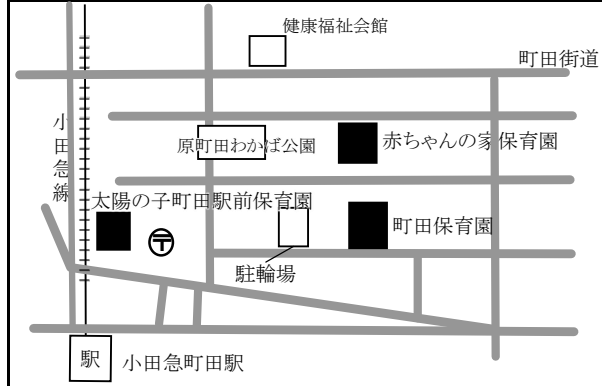 健康福祉会館
町田街道
小田急線
原町田わかば公園
赤ちゃんの家保育園
太陽の子町田駅前保育園
〒
町田保育園
駐輪場
駅
小田急町田駅